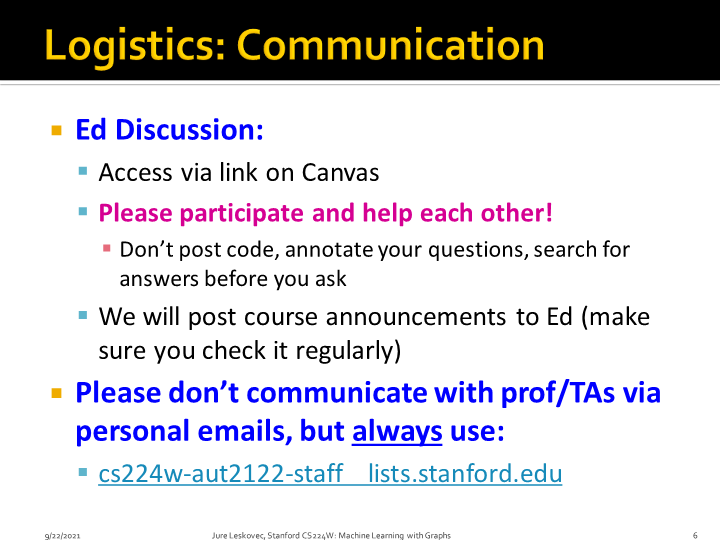 Logistics: Communication
Ed Discussion:
Access via link on Canvas
Please participate and help each other!
Don’t post code, annotate your questions, search for
answers before you ask
We will post course announcements to Ed (make
sure you check it regularly)
Please don’t communicate with prof/TAs via
personal emails, but always use:
cs224w-aut2122-staff lists.stanford.edu
9/22/2021
Jure Leskovec, Stanford CS224W: Machine Learning with Graphs
6